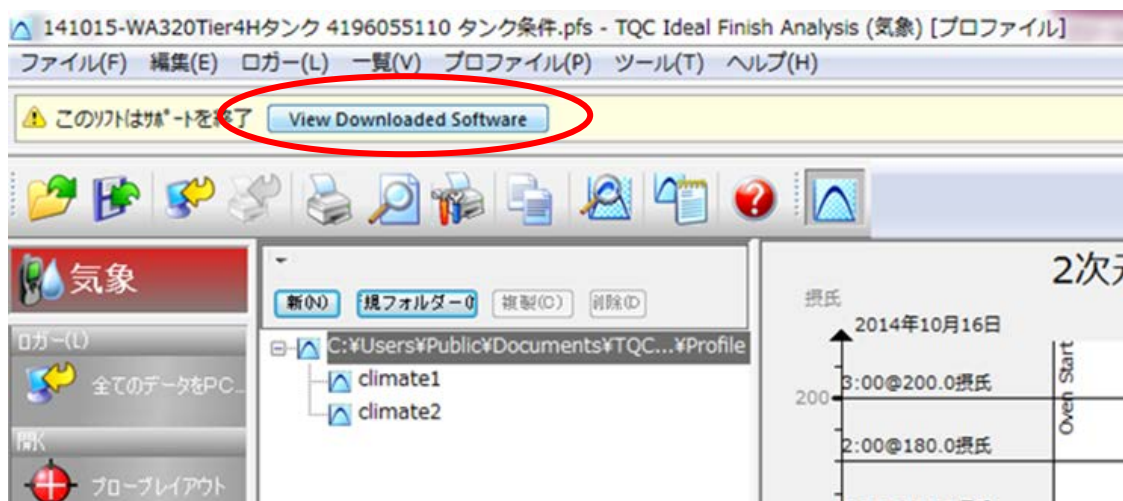 141015-WA320Tier4Hタンク 4196055110 タンク条件.pfs - TQC Ideal Finish Analysis (気象) [プロファイル]
ファイル(F) 編集(E) ロガー(L) 一覧(V) プロファイル(P) ツール(T) ヘルプ(H)
このソフトはサポートを終了 View Downloaded Software
気象
新(N) 規フォルダー 複製(C) 削除(D)
2次元
摂氏
2014年10月16日
ロガー(L)
C:¥Users¥Public¥Documents¥TQC...¥Profile
全てのデータをPC...
climate1
3:00@200.0摂氏
200
Oven Start
climate2
開く
2:00@180.0摂氏
プローブレイアウト